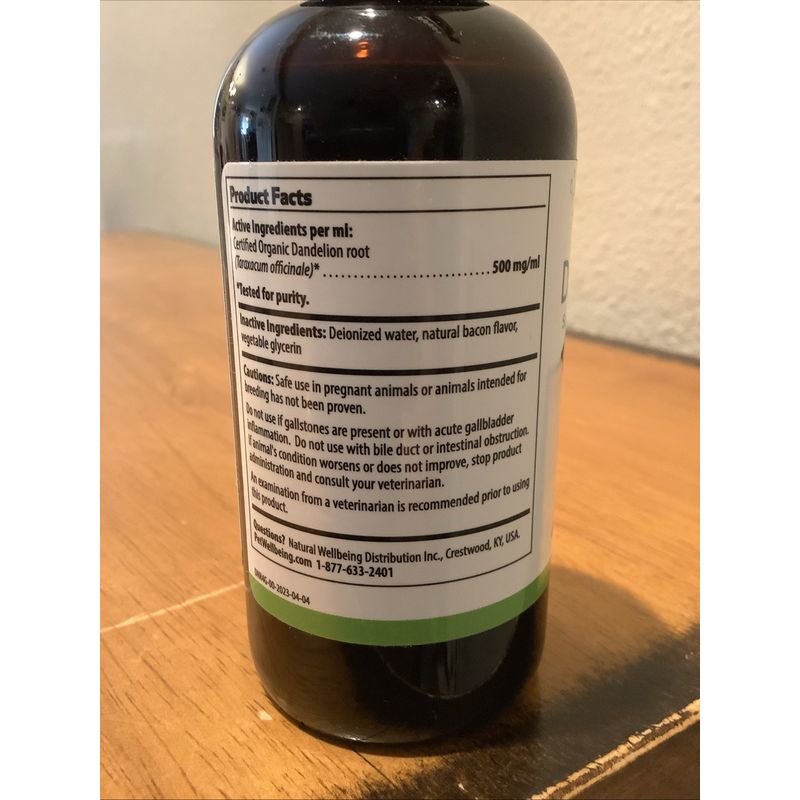 Product Facts
Active Ingredients per ml:
Certified Organic Dandelion root
(Taraxacum officinale)* ............................ 500 mg/ml
*Tested for purity.
Inactive Ingredients: Deionized water, natural bacon flavor,
vegetable glycerin
Cautions: Safe use in pregnant animals or animals intended for
breeding has not been proven.
Do not use if gallstones are present or with acute gallbladder
inflammation. Do not use with bile duct or intestinal obstruction.
If animal's condition worsens or does not improve, stop product
administration and consult your veterinarian.
An examination from a veterinarian is recommended prior to using
this product.
Questions? Natural Wellbeing Distribution Inc., Crestwood, KY, USA.
PetWellbeing.com 1-877-633-2401